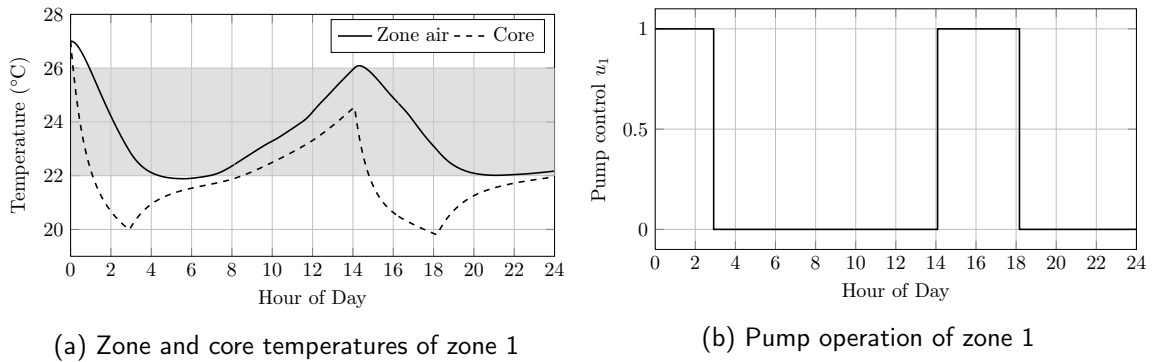 28
26
24
22
20
Temperature (°C)
Zone air
Core
0 2 4 6 8 10 12 14 16 18 20 22 24
Hour of Day
(a) Zone and core temperatures of zone 1
1
0.5
0
Pump control u₁
0 2 4 6 8 10 12 14 16 18 20 22 24
Hour of Day
(b) Pump operation of zone 1